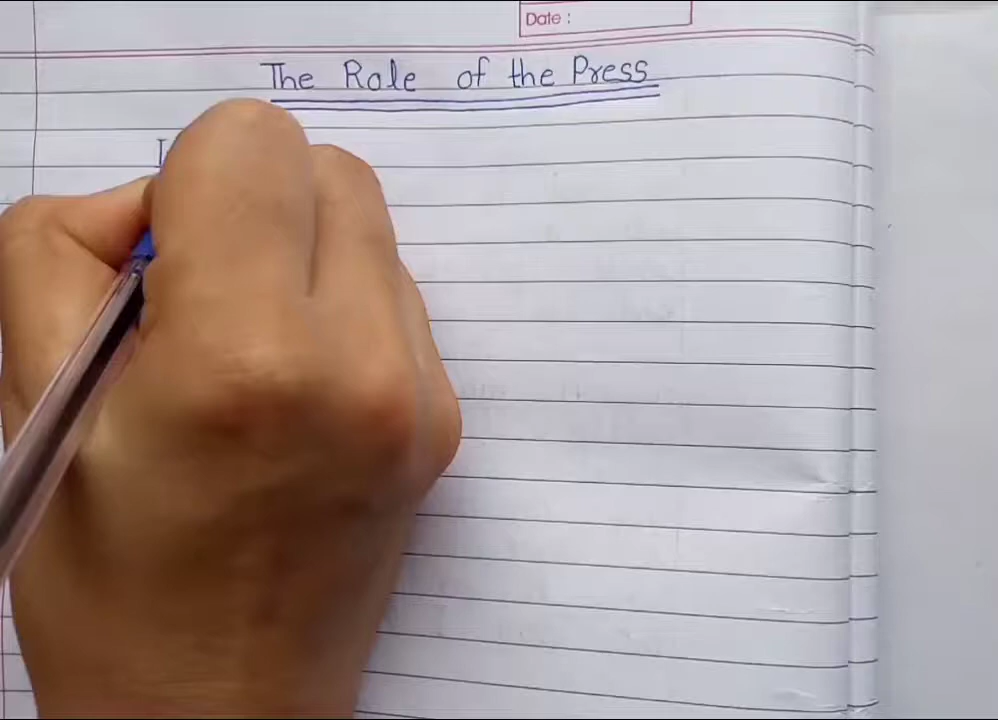 Date :
The Role of the Press